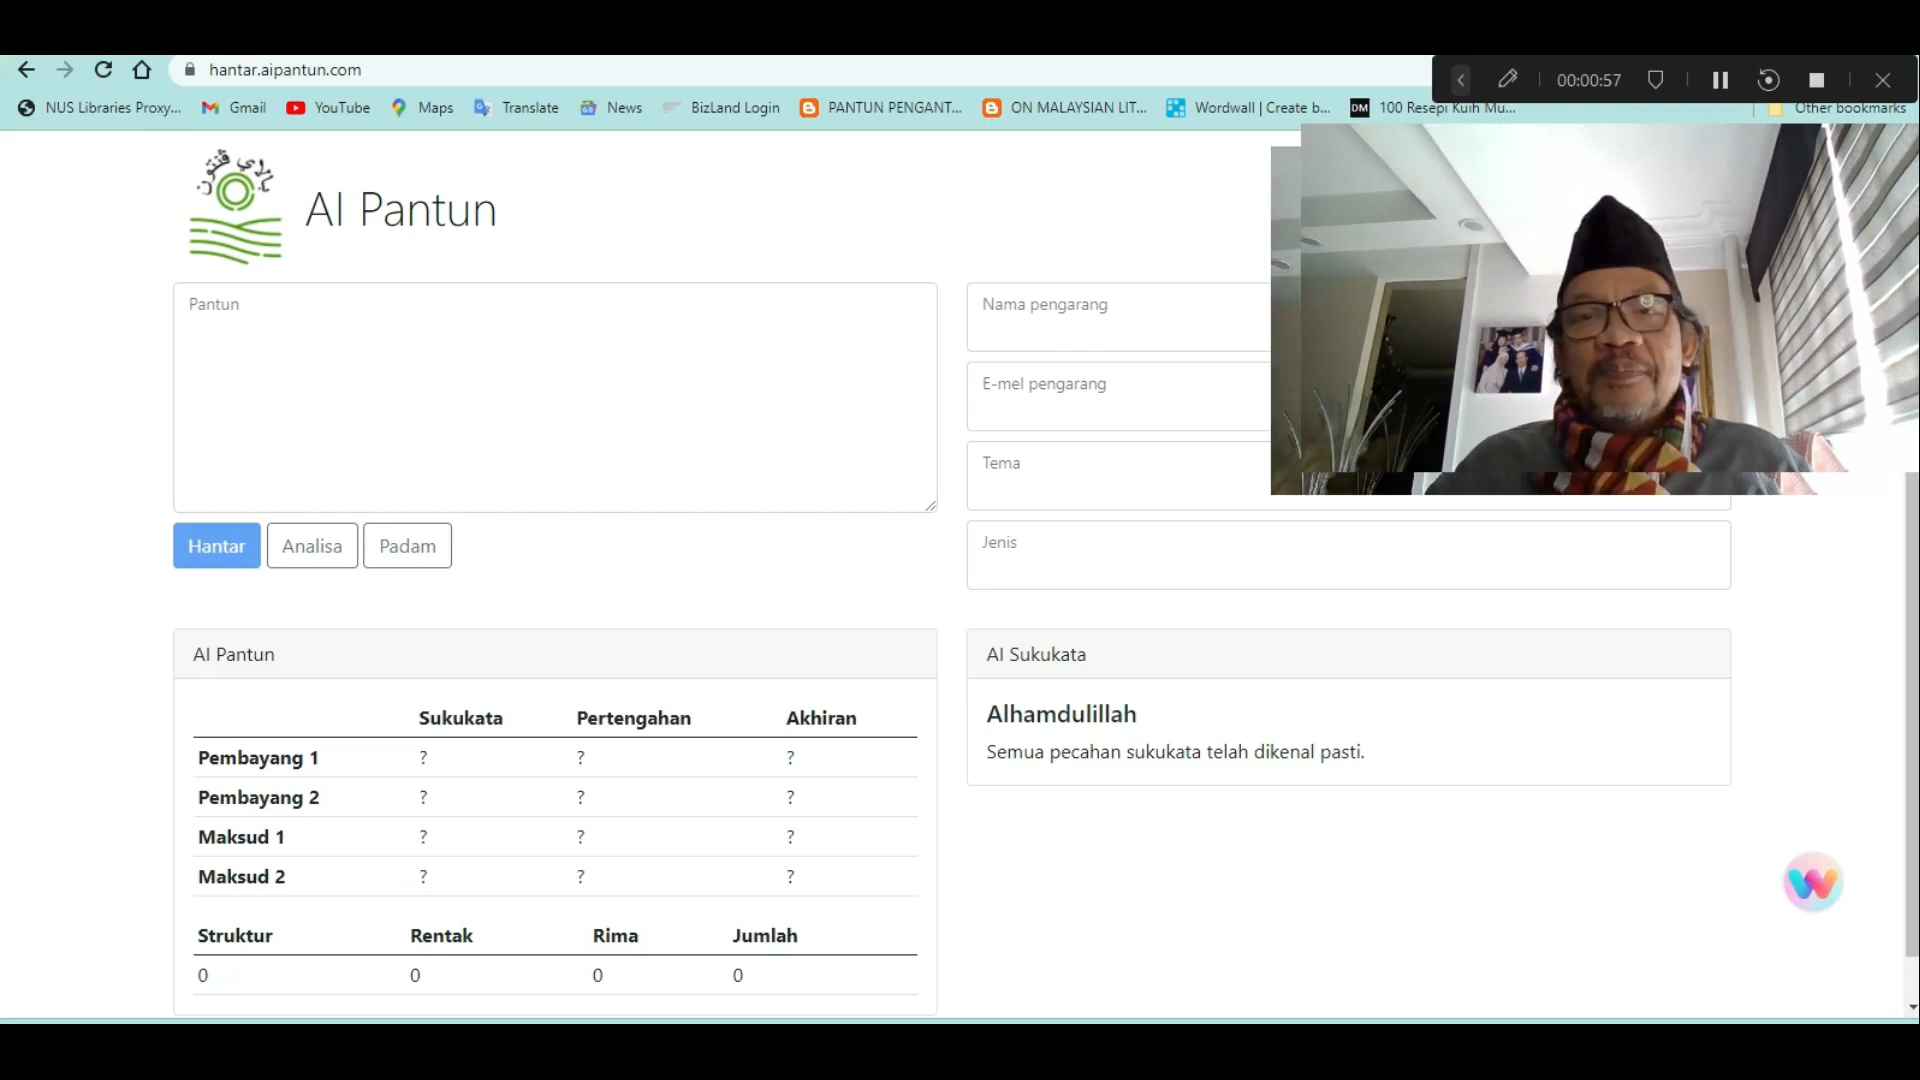 hantar.aipantun.com
00:00:57
NUS Libraries Proxy...
Gmail
YouTube
Maps
Translate
News
BizLand Login
PANTUN PENGANT...
ON MALAYSIAN LIT...
Wordwall | Create b...
DM
100 Resepi Kuih Mu...
Other bookmarks
بالاي ڤنتون
AI Pantun
Pantun
Nama pengarang
E-mel pengarang
Tema
Jenis
Hantar
Analisa
Padam
AI Pantun
Sukukata Pertengahan Akhiran
Pembayang 1 ? ? ?
Pembayang 2 ? ? ?
Maksud 1 ? ? ?
Maksud 2 ? ? ?
Struktur Rentak Rima Jumlah
0 0 0 0
AI Sukukata
Alhamdulillah
Semua pecahan sukukata telah dikenal pasti.